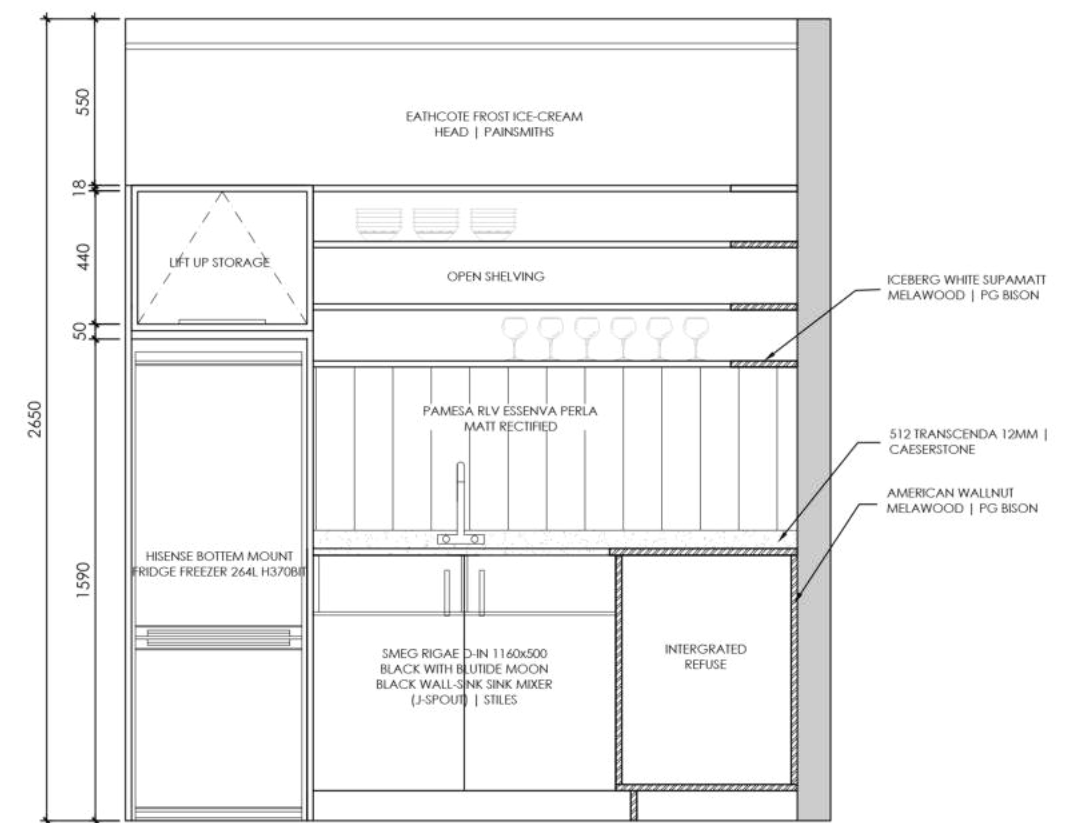 550
EATHCOTE FROST ICE-CREAM
HEAD | PAINSMITHS
18
440
LIFT UP STORAGE
OPEN SHELVING
ICEBERG WHITE SUPAMATT
MELAWOOD | PG BISON
50
2650
PAMESA RLV ESSENVA PERLA
MATT RECTIFIED
512 TRANSCENDA 12MM |
CAESERSTONE
AMERICAN WALLNUT
MELAWOOD | PG BISON
1590
HISENSE BOTTEM MOUNT
FRIDGE FREEZER 264L H370BIT
SMEG RIGAE D-IN 1160x500
BLACK WITH BLUTIDE MOON
BLACK WALL-SINK SINK MIXER
(J-SPOUT) | STILES
INTERGRATED
REFUSE